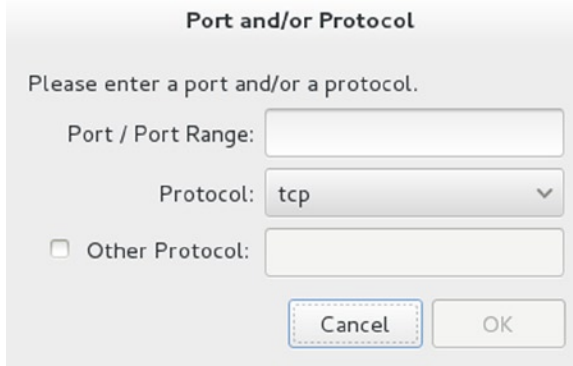 Port and/or Protocol
Please enter a port and/or a protocol.
Port / Port Range:
Protocol: tcp
Other Protocol:
Cancel OK